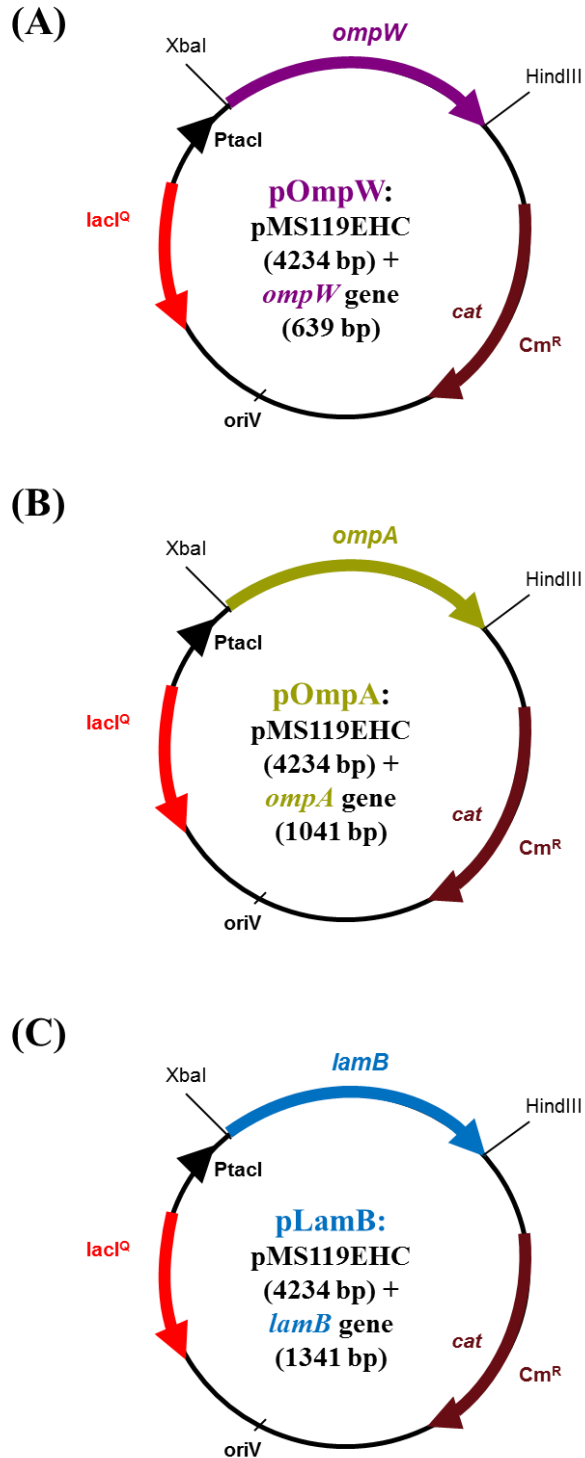 (A)
ompW
XbaI
HindIII
PtacI
lacIQ
pOmpW:
pMS119EHC
(4234 bp) +
ompW gene
(639 bp)
cat
CmR
oriV
(B)
ompA
XbaI
HindIII
PtacI
lacIQ
pOmpA:
pMS119EHC
(4234 bp) +
ompA gene
(1041 bp)
cat
CmR
oriV
(C)
lamB
XbaI
HindIII
PtacI
lacIQ
pLamB:
pMS119EHC
(4234 bp) +
lamB gene
(1341 bp)
cat
CmR
oriV